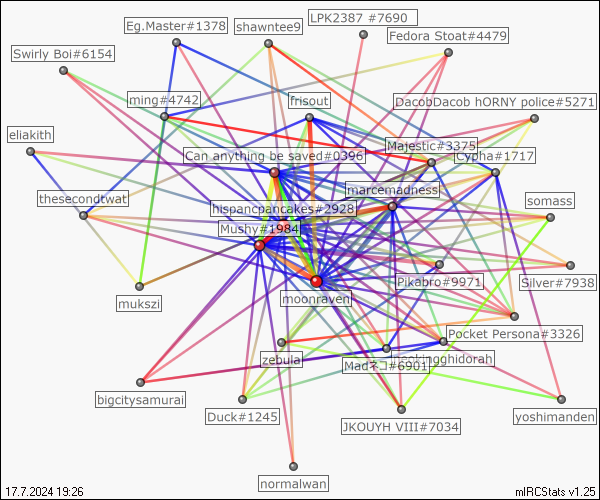 LPK2387 #7690
Eg.Master#1378
shawntee9
Fedora Stoat#4479
Swirly Boi#6154
ming#4742
frisout
DacobDacob hORNY police#5271
eliakith
Majestic#3375
Can anything be saved#0396
Cypha#1717
marcemadness
thesecondtwat
somass
hispancpancakes#2928
Mushy#1984
Pikabro#9971
Silver#7938
mukszi
moonraven
Pocket Persona#3326
zebula
Madネコ#6901
ckingghidorah
bigcitysamurai
Duck#1245
JKOUYH VIII#7034
yoshimanden
normalwan
17.7.2024 19:26
mIRCStats v1.25